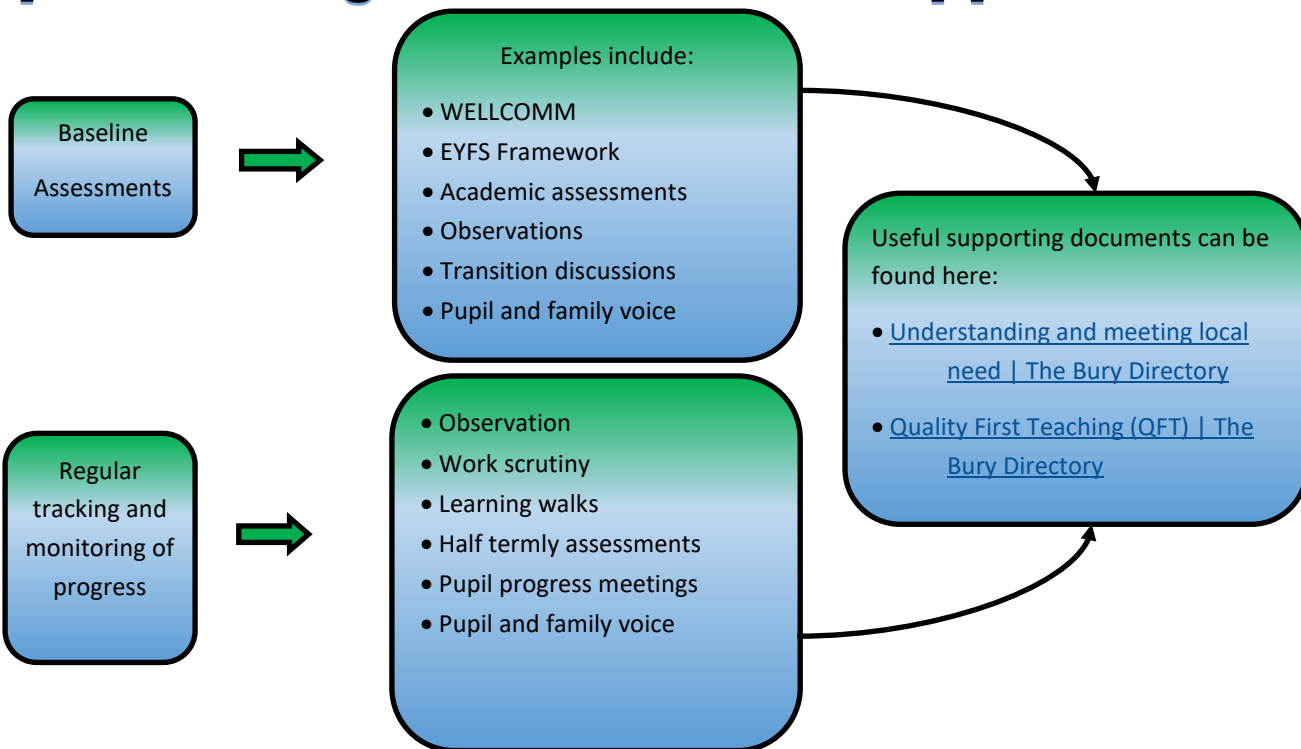 Baseline
Assessments
Examples include:
• WELLCOMM
• EYFS Framework
• Academic assessments
• Observations
• Transition discussions
• Pupil and family voice
Regular
tracking and
monitoring of
progress
• Observation
• Work scrutiny
• Learning walks
• Half termly assessments
• Pupil progress meetings
• Pupil and family voice
Useful supporting documents can be
found here:
• Understanding and meeting local
need | The Bury Directory
• Quality First Teaching (QFT) | The
Bury Directory